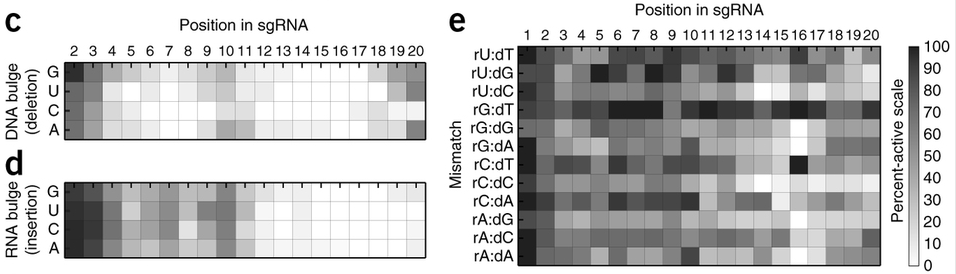 c
Position in sgRNA
2 3 4 5 6 7 8 9 10 11 12 13 14 15 16 17 18 19 20
DNA bulge
(deletion)
G
U
C
A
d
RNA bulge
(insertion)
G
U
C
A
e
Position in sgRNA
1 2 3 4 5 6 7 8 9 10 11 12 13 14 15 16 17 18 19 20
Mismatch
rU:dT
rU:dG
rU:dC
rG:dT
rG:dG
rG:dA
rC:dT
rC:dC
rC:dA
rA:dG
rA:dC
rA:dA
Percent-active scale
100
90
80
70
60
50
40
30
20
10
0